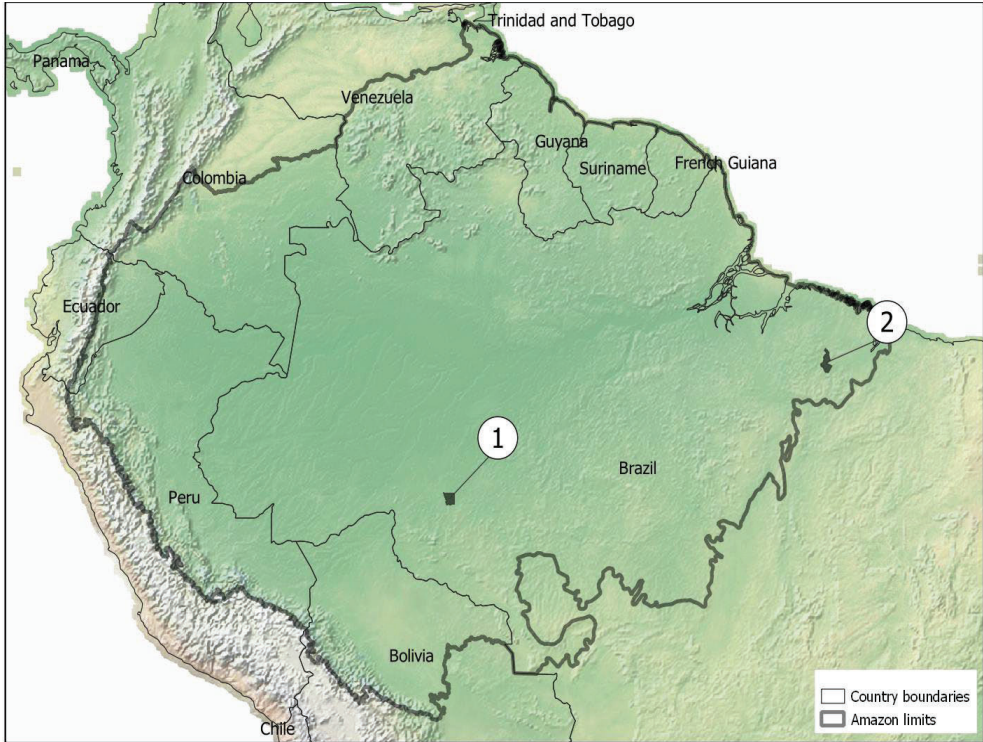 Trinidad and Tobago
Panama
Venezuela
Guyana
Suriname
French Guiana
Colombia
Ecuador
2
1
Brazil
Peru
Bolivia
Chile
Country boundaries
Amazon limits